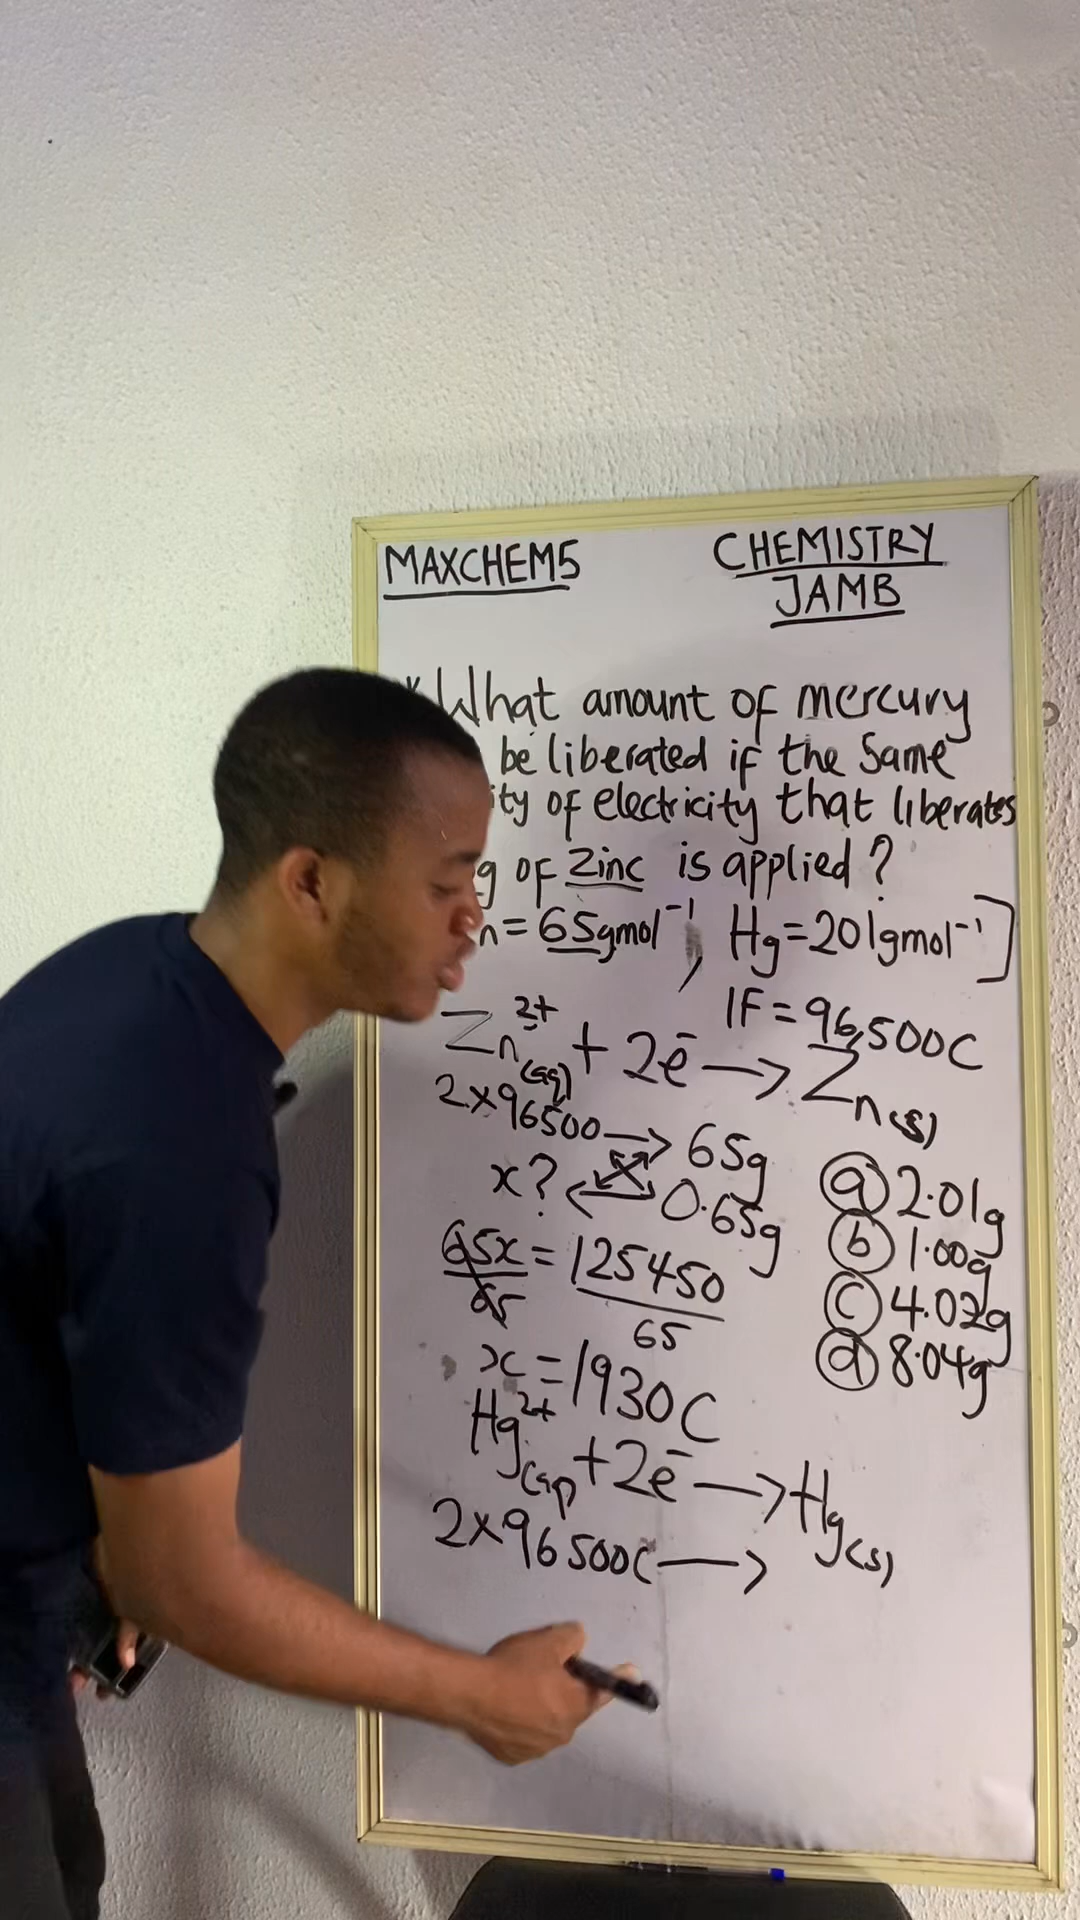 MAXCHEM5
CHEMISTRY
JAMB
What amount of mercury
be liberated if the same
ity of electricity that liberates
g of Zinc is applied?
n = 65gmol⁻¹, Hg = 201gmol⁻¹]
1F = 96,500C
Zn²⁺(aq) + 2e⁻ → Zn(s)
2×96500 → 65g
x? ← 0.65g
65x/65 = 125450/65
x = 1930C
Hg²⁺(aq) + 2e⁻ → Hg(s)
2×96500C →
(a) 2.01g
(b) 1.00g
(c) 4.02g
(d) 8.04g